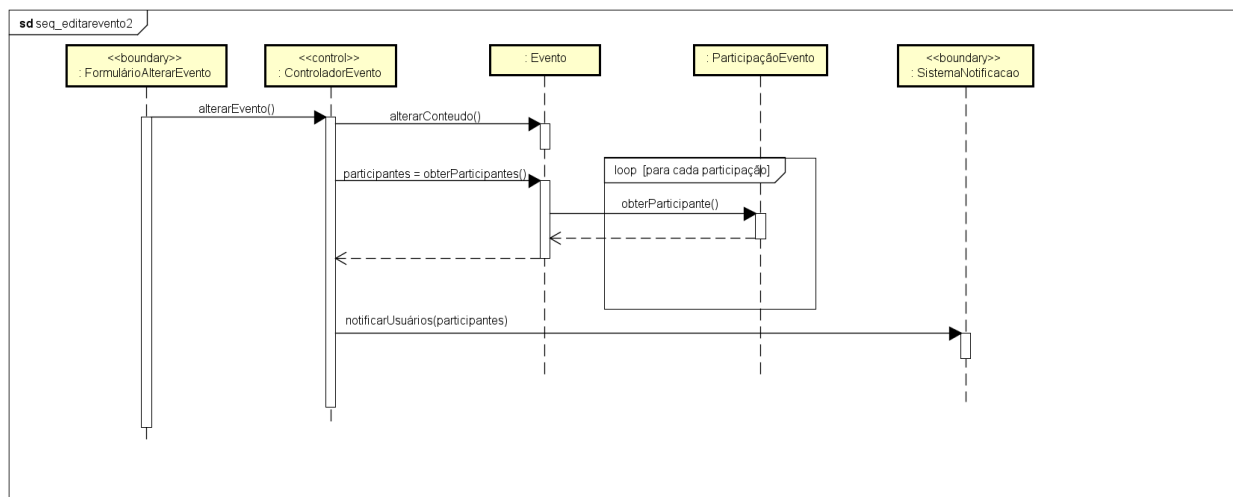 sd seq_editarevento2
<<boundary>>
: FormulárioAlterarEvento
<<control>>
: ControladorEvento
: Evento
: ParticipaçãoEvento
<<boundary>>
: SistemaNotificacao
alterarEvento()
alterarConteudo()
loop [para cada participação]
participantes = obterParticipantes()
obterParticipante()
notificarUsuários(participantes)